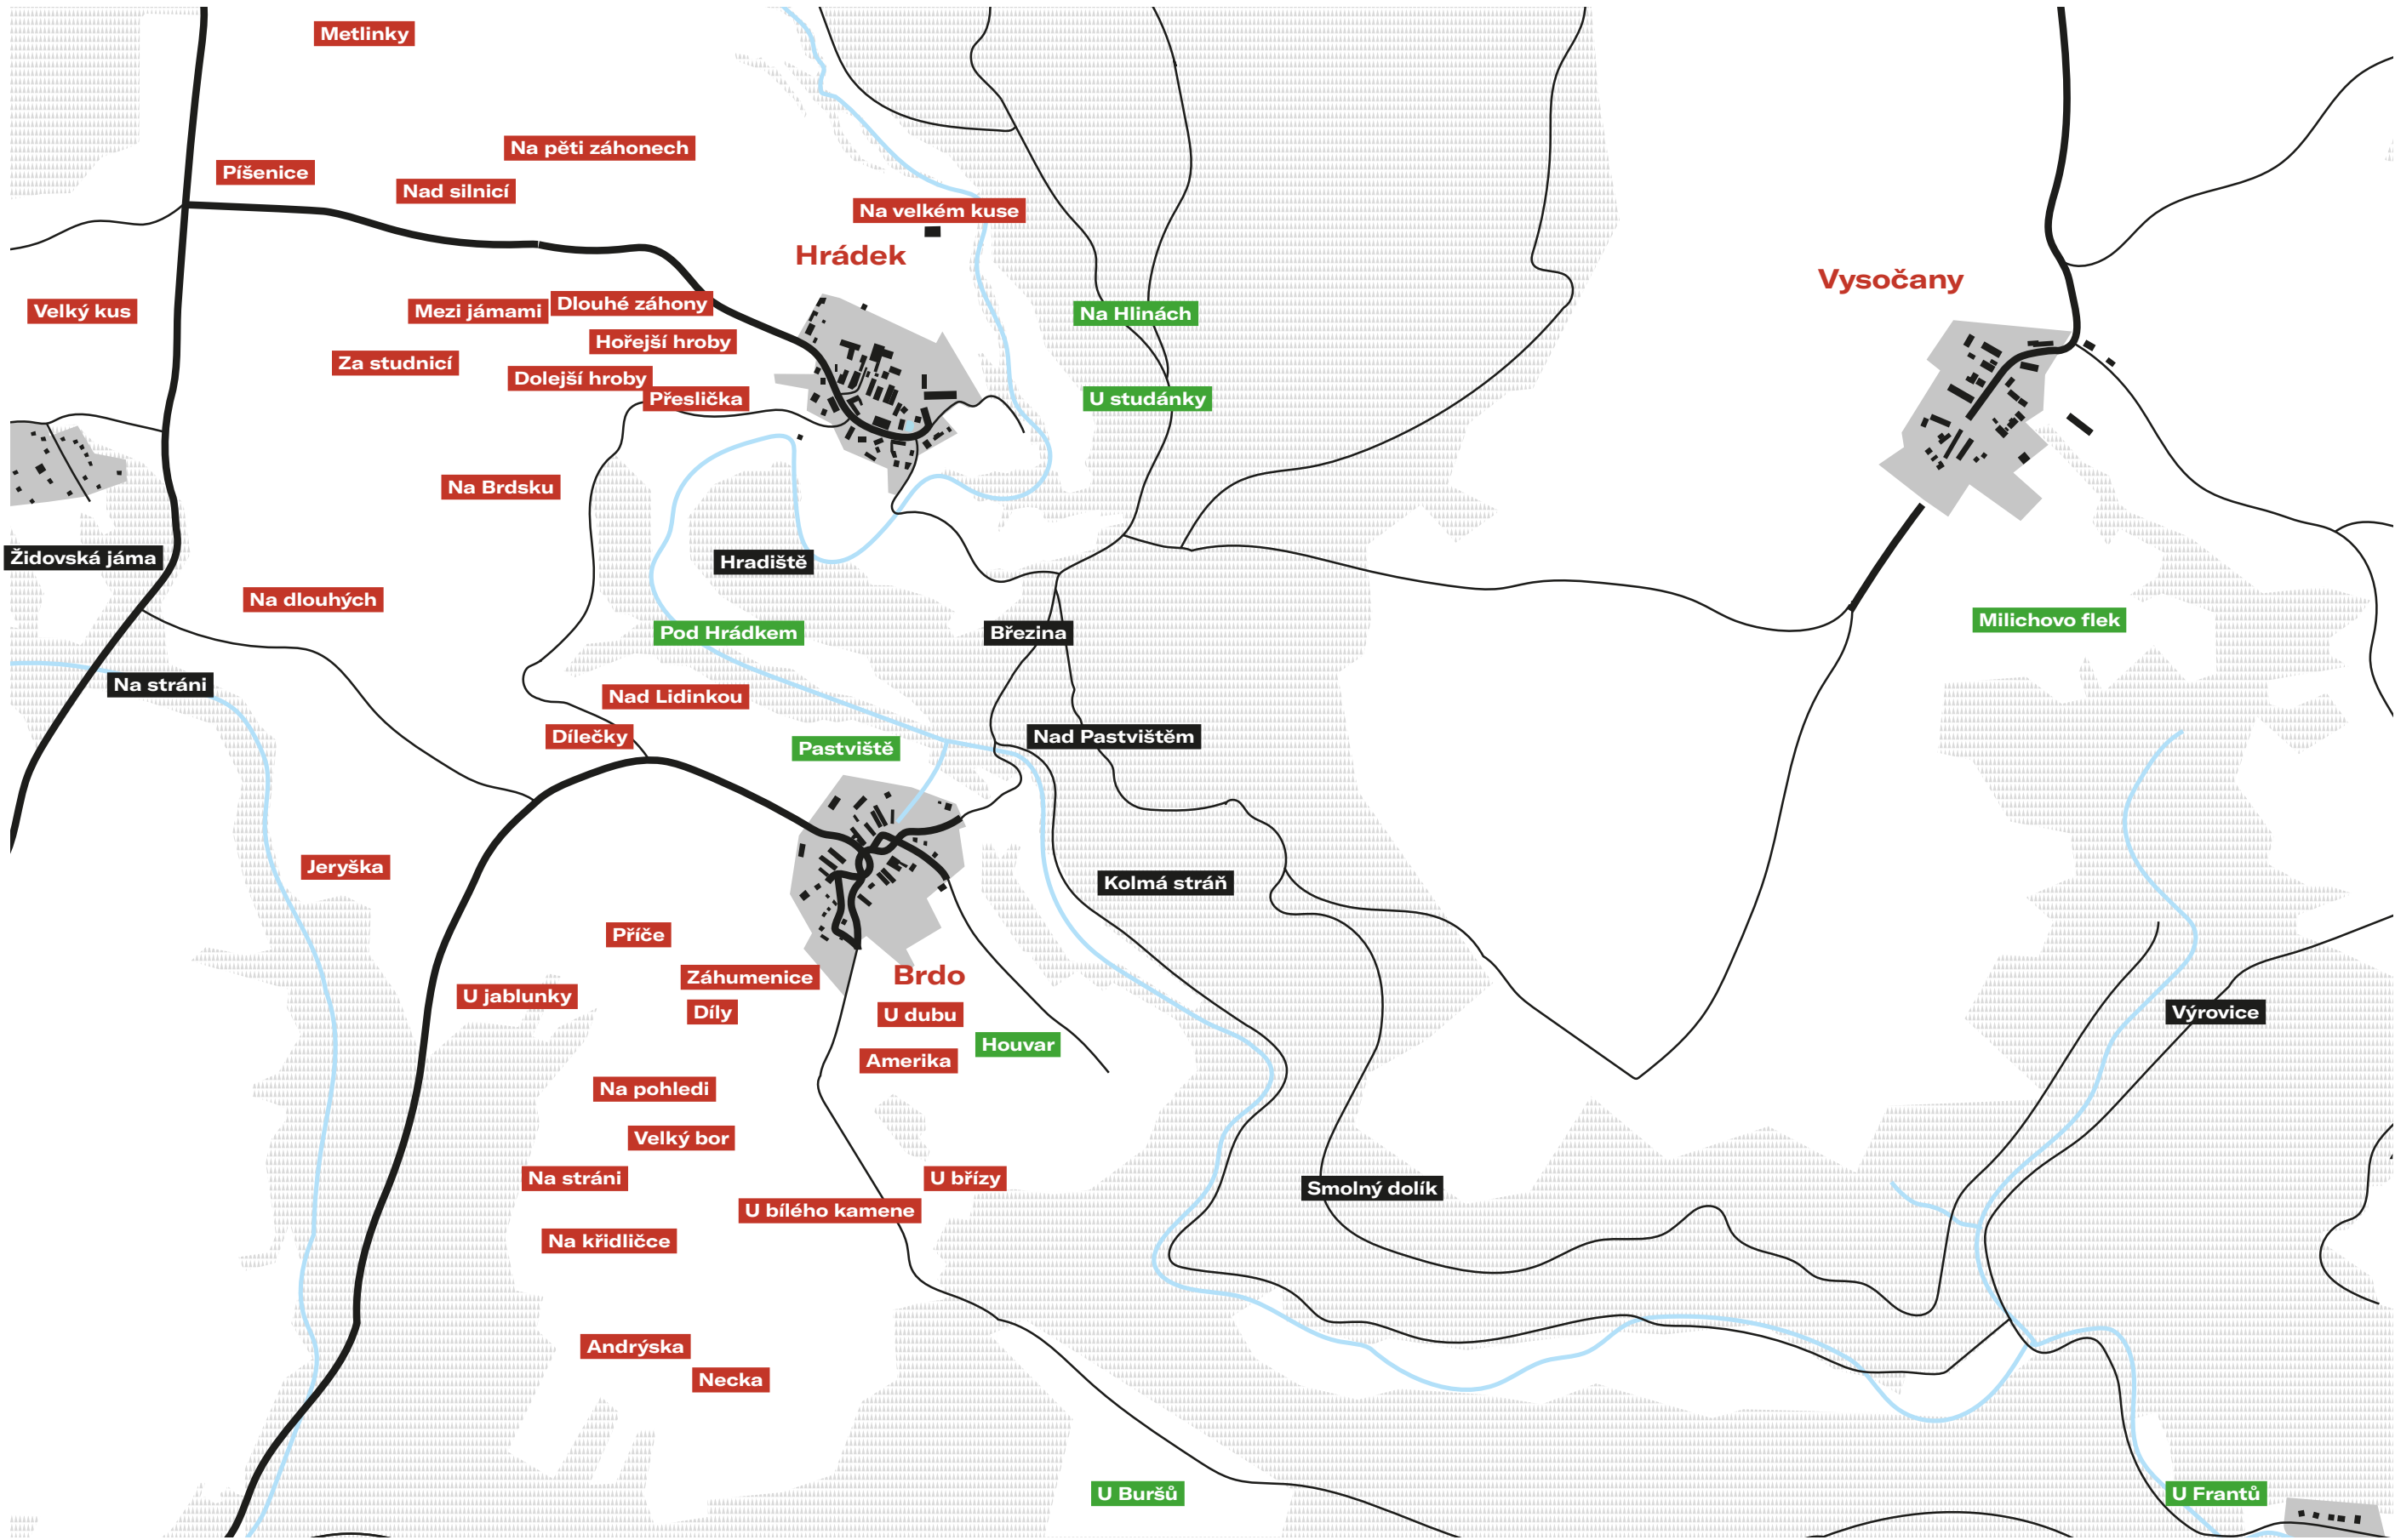 Metlinky
Na pěti záhonech
Píšenice
Nad silnicí
Na velkém kuse
Hrádek
Vysočany
Velký kus
Mezi jámami
Dlouhé záhony
Na Hlinách
Hořejší hroby
Za studnicí
Dolejší hroby
Přeslička
U studánky
Na Brdsku
Židovská jáma
Hradiště
Na dlouhých
Milichovo flek
Pod Hrádkem
Březina
Na stráni
Nad Lidinkou
Dílečky
Pastviště
Nad Pastvištěm
Jeryška
Kolmá stráň
Příče
Záhumenice
Brdo
U jablunky
Díly
U dubu
Výrovice
Houvar
Amerika
Na pohledi
Velký bor
Na stráni
U břízy
Smolný dolík
U bílého kamene
Na křidličce
Andrýska
Necka
U Buršů
U Frantů